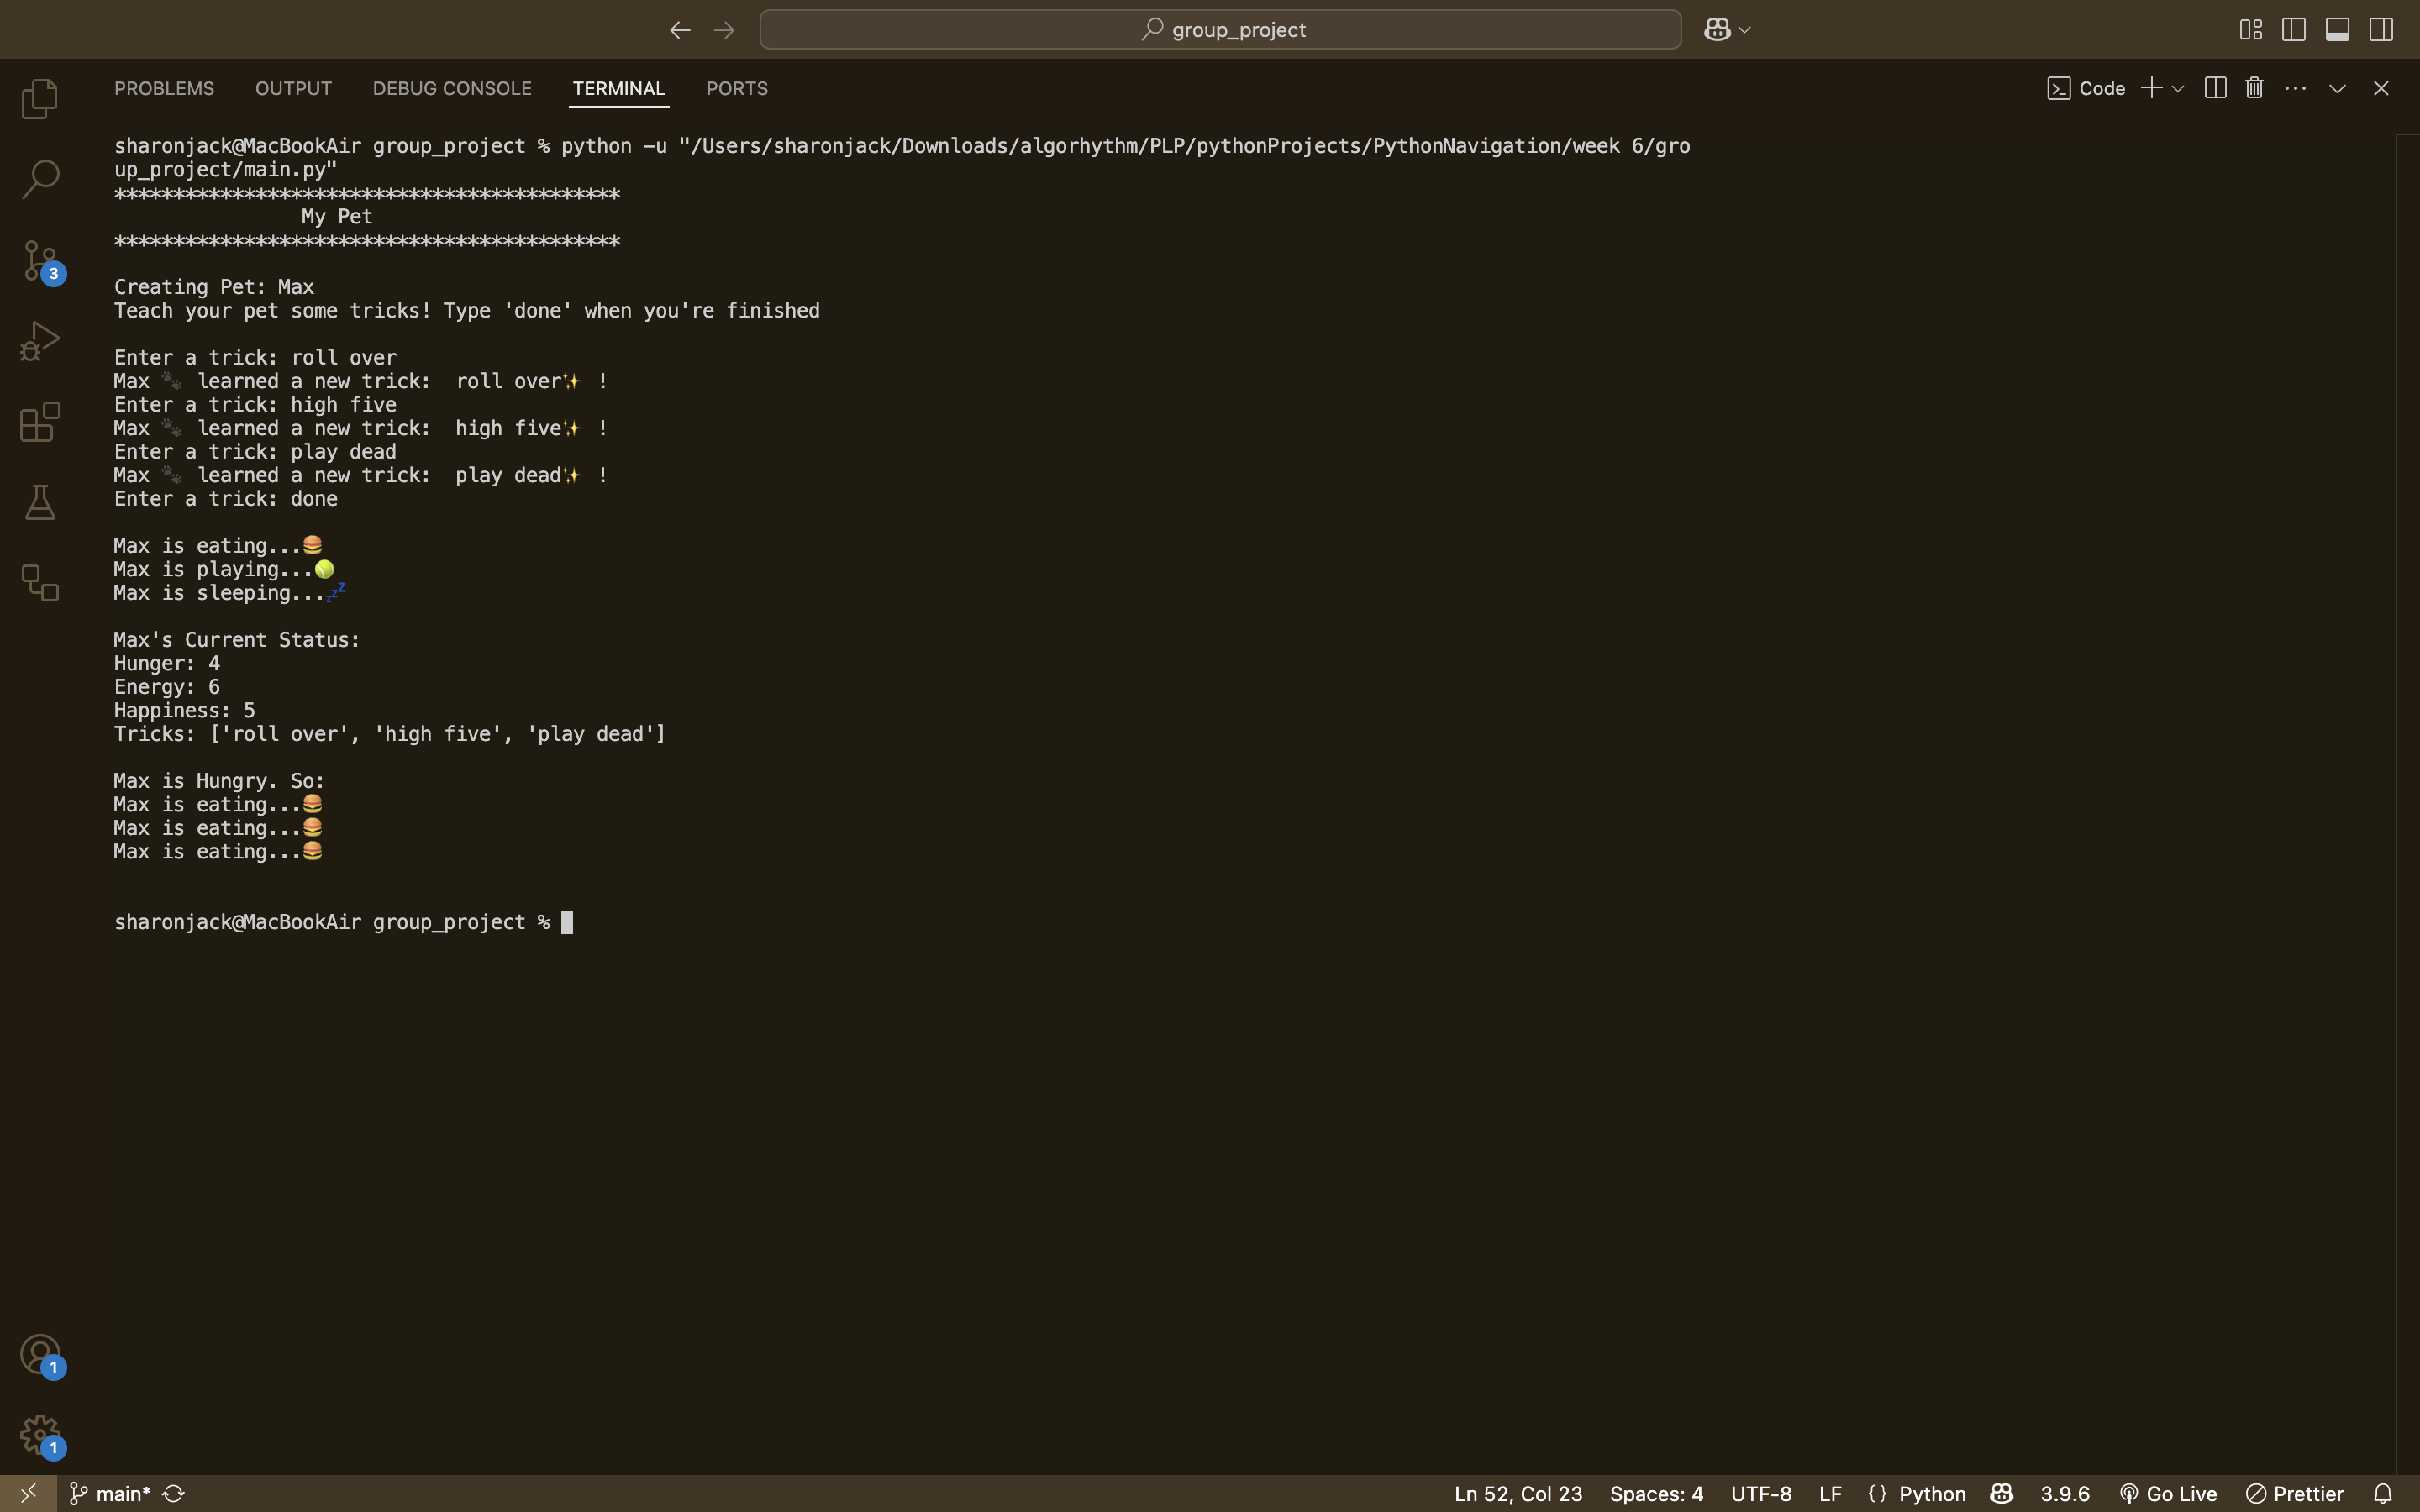 group_project
PROBLEMS OUTPUT DEBUG CONSOLE TERMINAL PORTS
Code
sharonjack@MacBookAir group_project % python -u "/Users/sharonjack/Downloads/algorhythm/PLP/pythonProjects/PythonNavigation/week 6/gro
up_project/main.py"
*******************************************
My Pet
*******************************************
Creating Pet: Max
Teach your pet some tricks! Type 'done' when you're finished
Enter a trick: roll over
Max 🐾 learned a new trick:  roll over✨ !
Enter a trick: high five
Max 🐾 learned a new trick:  high five✨ !
Enter a trick: play dead
Max 🐾 learned a new trick:  play dead✨ !
Enter a trick: done
Max is eating...🍔
Max is playing...🎾
Max is sleeping...💤
Max's Current Status:
Hunger: 4
Energy: 6
Happiness: 5
Tricks: ['roll over', 'high five', 'play dead']
Max is Hungry. So:
Max is eating...🍔
Max is eating...🍔
Max is eating...🍔
sharonjack@MacBookAir group_project %
3
1
1
main* Ln 52, Col 23 Spaces: 4 UTF-8 LF {} Python 3.9.6 Go Live Prettier